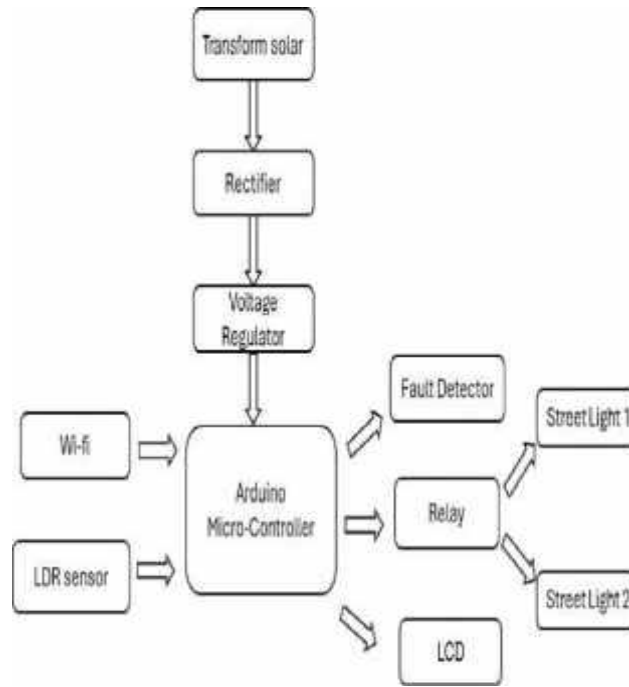 Transform solar
Rectifier
Voltage
Regulator
Fault Detector
Street Light 1
Wi-fi
Arduino
Micro-Controller
Relay
LDR sensor
Street Light 2
LCD